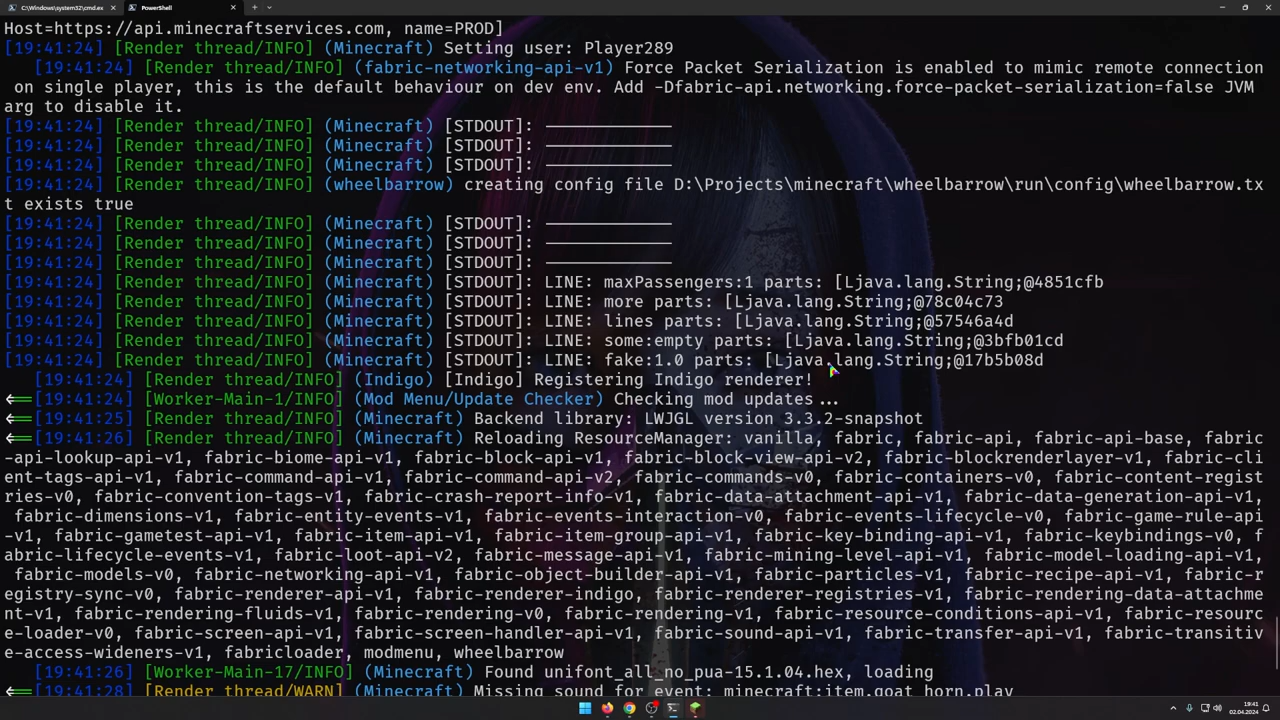 C:\Windows\system32\cmd.ex
PowerShell
Host=https://api.minecraftservices.com, name=PROD]
[19:41:24] [Render thread/INFO] (Minecraft) Setting user: Player289
[19:41:24] [Render thread/INFO] (fabric-networking-api-v1) Force Packet Serialization is enabled to mimic remote connection
on single player, this is the default behaviour on dev env. Add -Dfabric-api.networking.force-packet-serialization=false JVM
arg to disable it.
[19:41:24] [Render thread/INFO] (Minecraft) [STDOUT]: ——————————
[19:41:24] [Render thread/INFO] (Minecraft) [STDOUT]: ——————————
[19:41:24] [Render thread/INFO] (Minecraft) [STDOUT]: ——————————
[19:41:24] [Render thread/INFO] (wheelbarrow) creating config file D:\Projects\minecraft\wheelbarrow\run\config\wheelbarrow.tx
t exists true
[19:41:24] [Render thread/INFO] (Minecraft) [STDOUT]: ——————————
[19:41:24] [Render thread/INFO] (Minecraft) [STDOUT]: ——————————
[19:41:24] [Render thread/INFO] (Minecraft) [STDOUT]: ——————————
[19:41:24] [Render thread/INFO] (Minecraft) [STDOUT]: LINE: maxPassengers:1 parts: [Ljava.lang.String;@4851cfb
[19:41:24] [Render thread/INFO] (Minecraft) [STDOUT]: LINE: more parts: [Ljava.lang.String;@78c04c73
[19:41:24] [Render thread/INFO] (Minecraft) [STDOUT]: LINE: lines parts: [Ljava.lang.String;@57546a4d
[19:41:24] [Render thread/INFO] (Minecraft) [STDOUT]: LINE: some:empty parts: [Ljava.lang.String;@3bfb01cd
[19:41:24] [Render thread/INFO] (Minecraft) [STDOUT]: LINE: fake:1.0 parts: [Ljava.lang.String;@17b5b08d
[19:41:24] [Render thread/INFO] (Indigo) [Indigo] Registering Indigo renderer!
[19:41:24] [Worker-Main-1/INFO] (Mod Menu/Update Checker) Checking mod updates...
[19:41:25] [Render thread/INFO] (Minecraft) Backend library: LWJGL version 3.3.2-snapshot
[19:41:26] [Render thread/INFO] (Minecraft) Reloading ResourceManager: vanilla, fabric, fabric-api, fabric-api-base, fabric
-api-lookup-api-v1, fabric-biome-api-v1, fabric-block-api-v1, fabric-block-view-api-v2, fabric-blockrenderlayer-v1, fabric-cli
ent-tags-api-v1, fabric-command-api-v1, fabric-command-api-v2, fabric-commands-v0, fabric-containers-v0, fabric-content-regist
ries-v0, fabric-convention-tags-v1, fabric-crash-report-info-v1, fabric-data-attachment-api-v1, fabric-data-generation-api-v1,
fabric-dimensions-v1, fabric-entity-events-v1, fabric-events-interaction-v0, fabric-events-lifecycle-v0, fabric-game-rule-api
-v1, fabric-gametest-api-v1, fabric-item-api-v1, fabric-item-group-api-v1, fabric-key-binding-api-v1, fabric-keybindings-v0, f
abric-lifecycle-events-v1, fabric-loot-api-v2, fabric-message-api-v1, fabric-mining-level-api-v1, fabric-model-loading-api-v1,
fabric-models-v0, fabric-networking-api-v1, fabric-object-builder-api-v1, fabric-particles-v1, fabric-recipe-api-v1, fabric-r
egistry-sync-v0, fabric-renderer-api-v1, fabric-renderer-indigo, fabric-renderer-registries-v1, fabric-rendering-data-attachme
nt-v1, fabric-rendering-fluids-v1, fabric-rendering-v0, fabric-rendering-v1, fabric-resource-conditions-api-v1, fabric-resourc
e-loader-v0, fabric-screen-api-v1, fabric-screen-handler-api-v1, fabric-sound-api-v1, fabric-transfer-api-v1, fabric-transitiv
e-access-wideners-v1, fabricloader, modmenu, wheelbarrow
[19:41:26] [Worker-Main-17/INFO] (Minecraft) Found unifont_all_no_pua-15.1.04.hex, loading
[19:41:28] [Render thread/WARN] (Minecraft) Missing sound for event: minecraft:item.goat_horn.play
19:41
02.04.2024